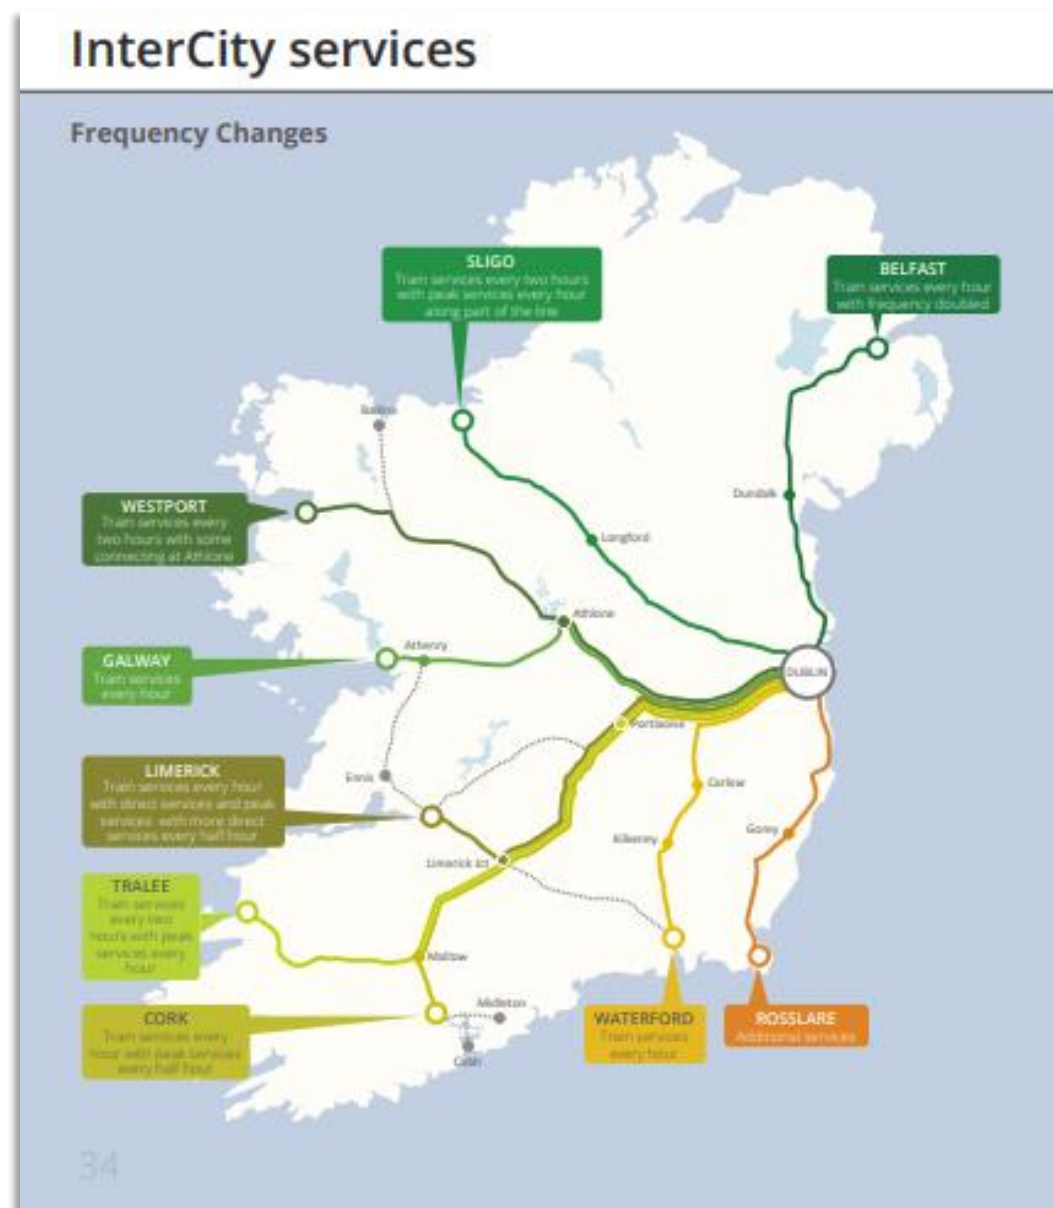 InterCity services
Frequency Changes
SLIGO
Train services every two hours
with peak services every hour
along part of the line
BELFAST
Train services every hour
with frequency doubled
Ballina
WESTPORT
Train services every
two hours with some
connecting at Athlone
Dundalk
Longford
Athlone
Athenry
GALWAY
Train services
every hour
DUBLIN
Portlaoise
LIMERICK
Train services every hour
with direct services and peak
services with more direct
services every half hour
Ennis
Carlow
Kilkenny
Gorey
Limerick Jct
TRALEE
Train services
every two
hours with peak
services every
hour
Mallow
Midleton
Cobh
CORK
Train services every
hour with peak services
every half hour
WATERFORD
Train services
every hour
ROSSLARE
Additional services
34